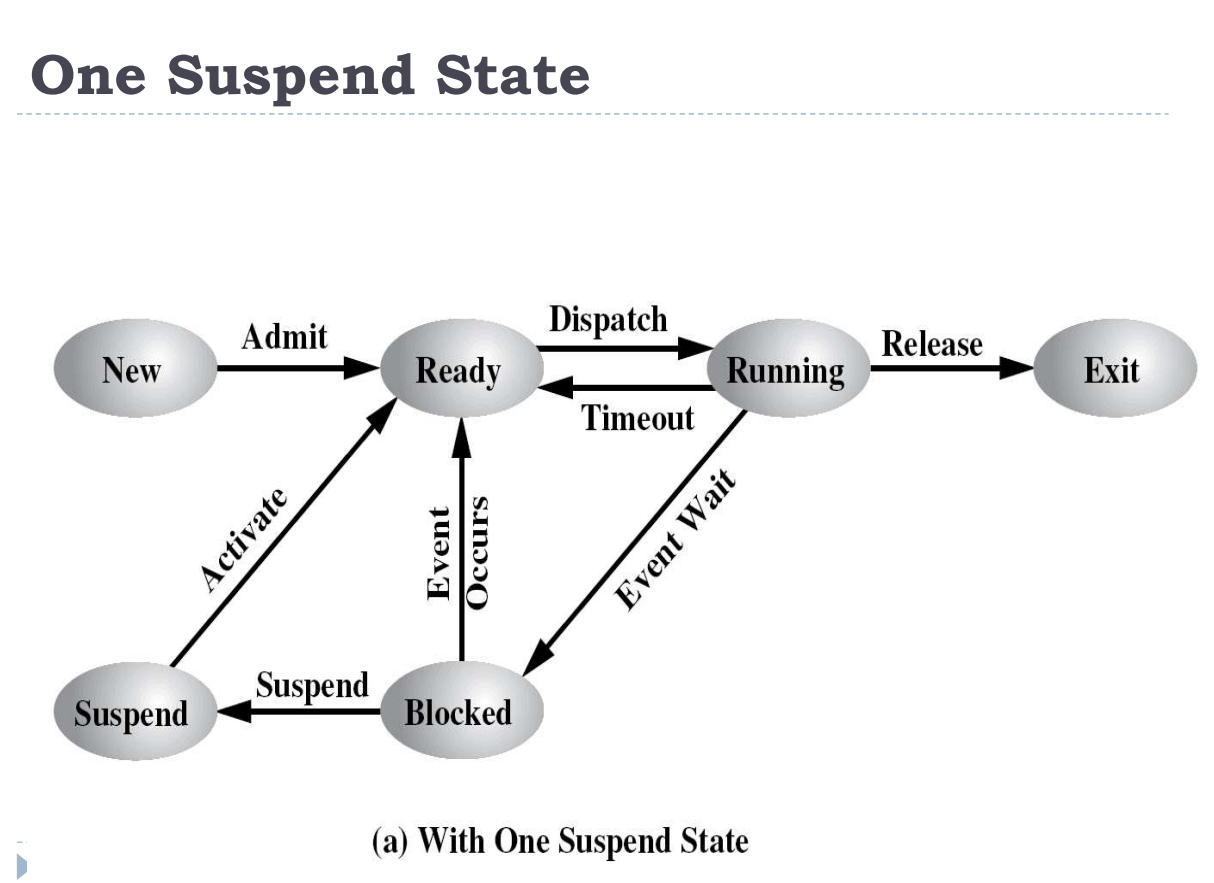 One Suspend State
Dispatch
Admit
Release
New
Ready
Running
Exit
Timeout
Activate
Event
Occurs
Event Wait
Suspend
Suspend
Blocked
(a) With One Suspend State